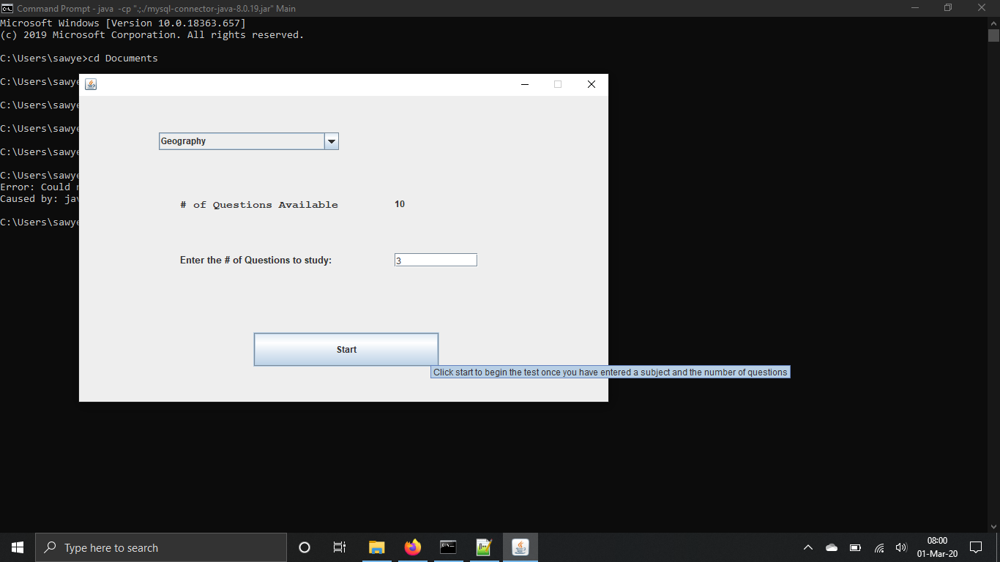 Command Prompt - java  -cp ".;./mysql-connector-java-8.0.19.jar" Main
Microsoft Windows [Version 10.0.18363.657]
(c) 2019 Microsoft Corporation. All rights reserved.
C:\Users\sawye>cd Documents
C:\Users\sawye
C:\Users\sawye
C:\Users\sawye
C:\Users\sawye
C:\Users\sawye
Error: Could
Caused by:
C:\Users\sawye
Geography
# of Questions Available 10
Enter the # of Questions to study: 3
Start
Click start to begin the test once you have entered a subject and the number of questions
Type here to search
08:00
01-Mar-20